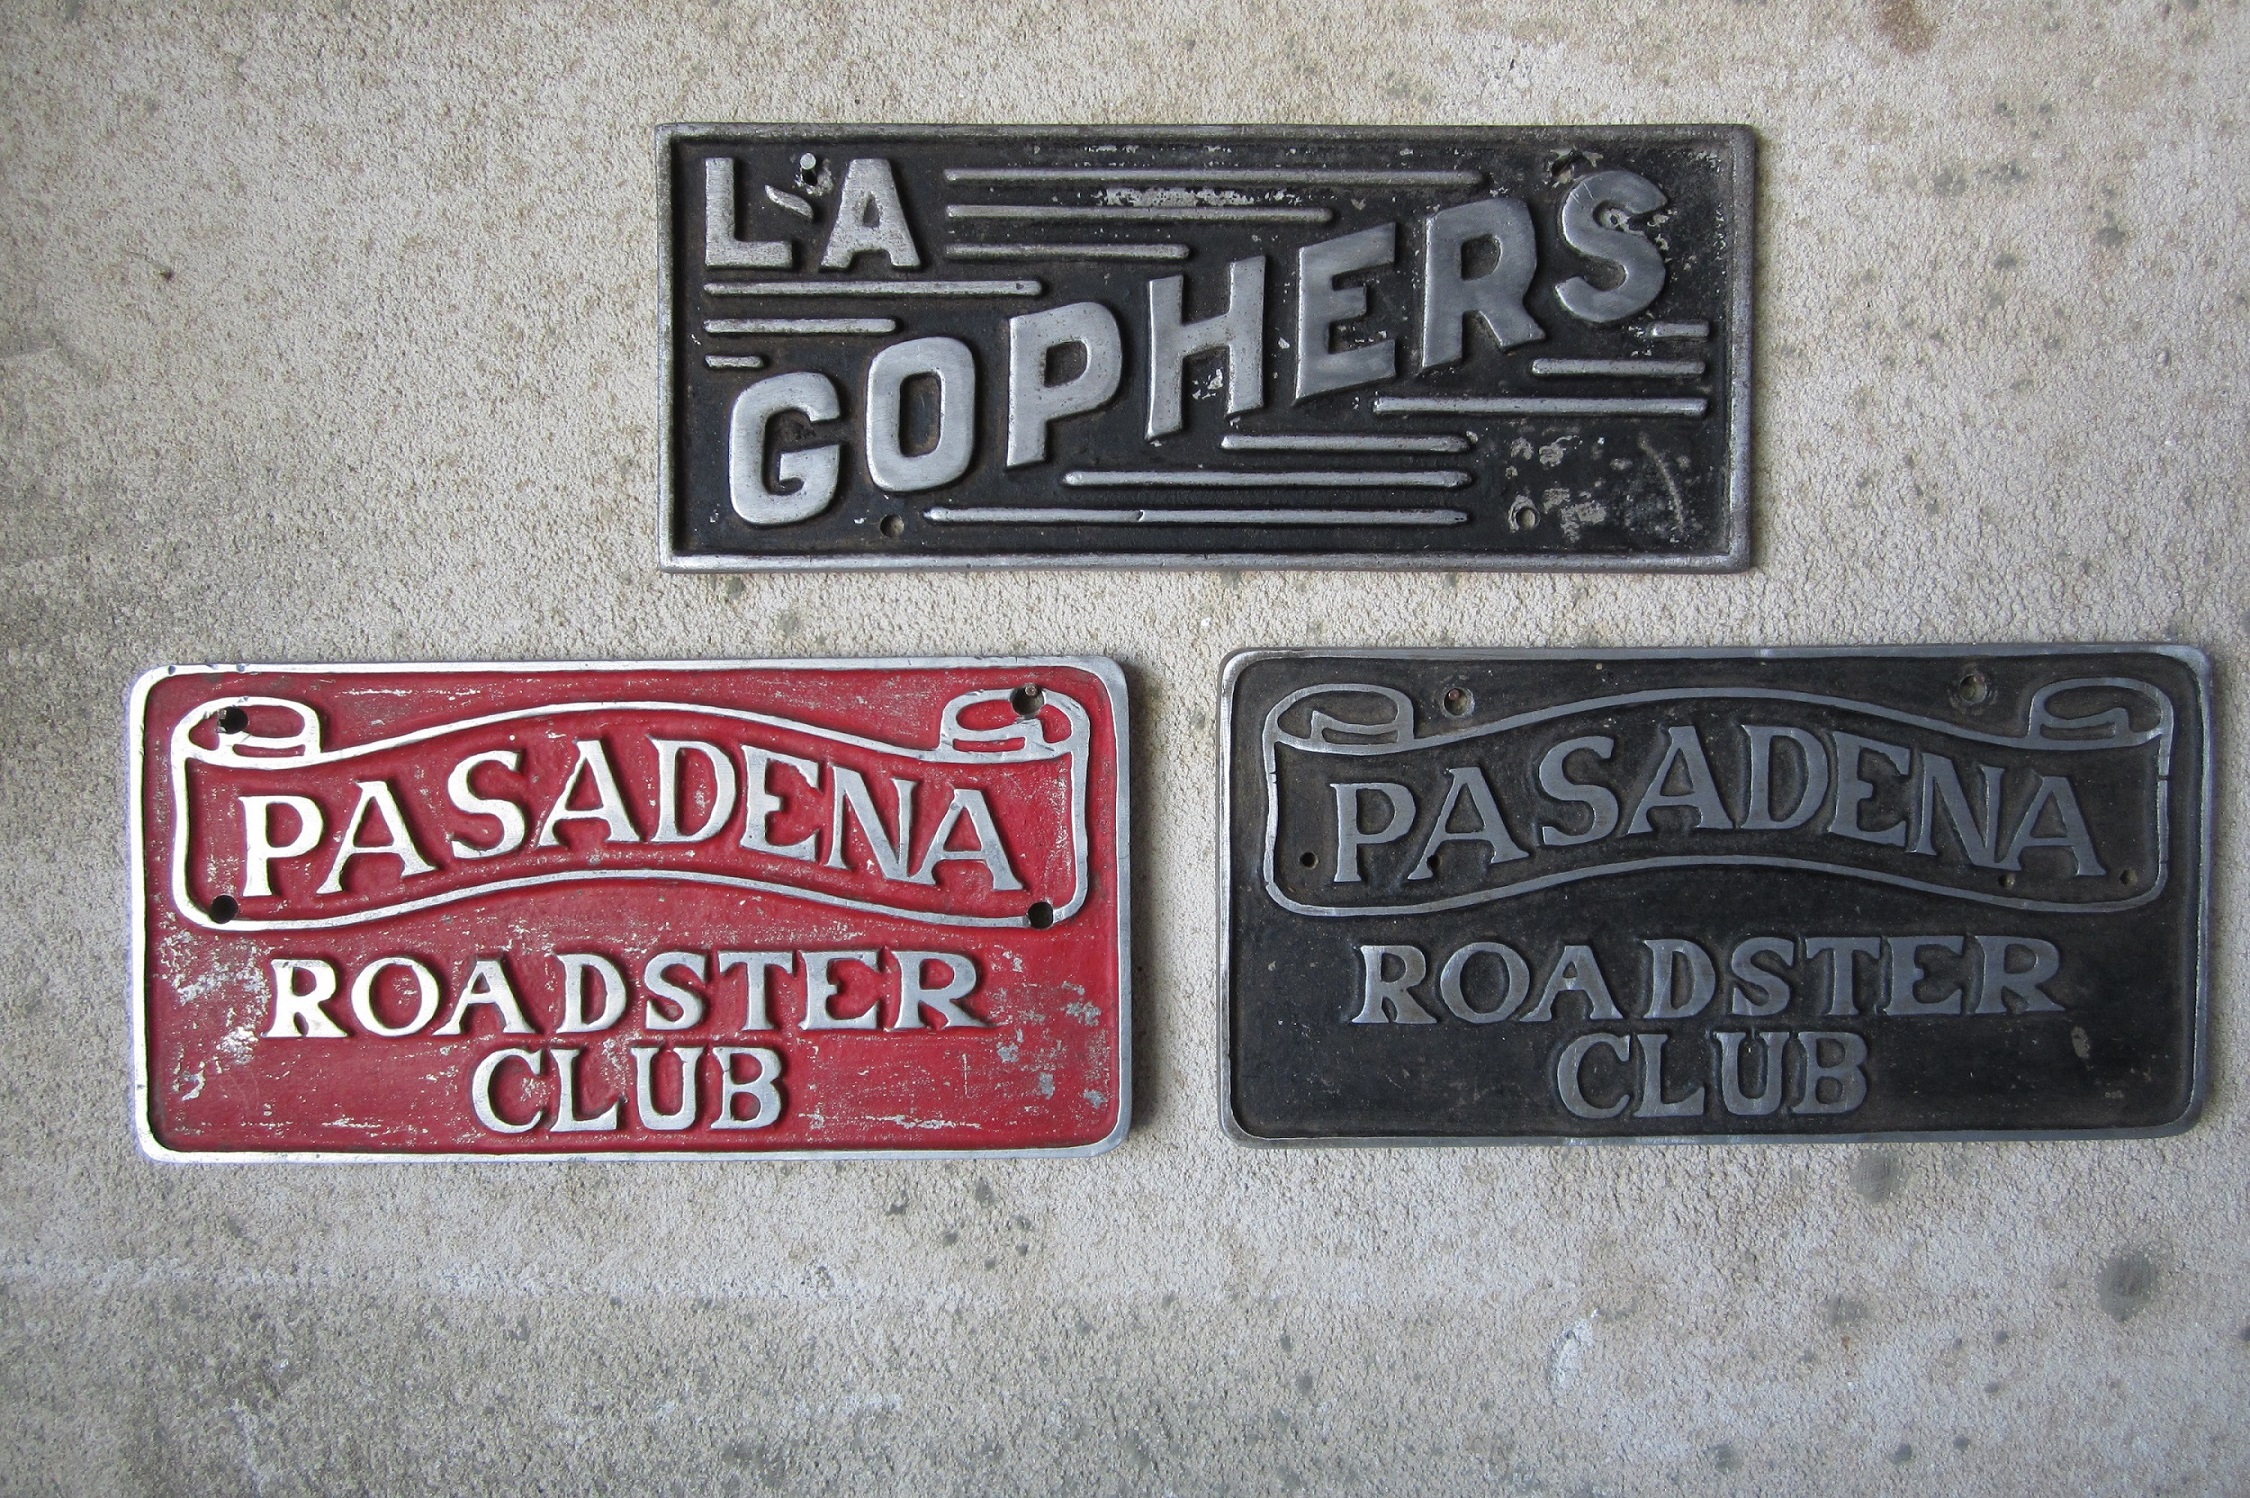 L'A
GOPHERS
PASADENA
ROADSTER
CLUB
PASADENA
ROADSTER
CLUB